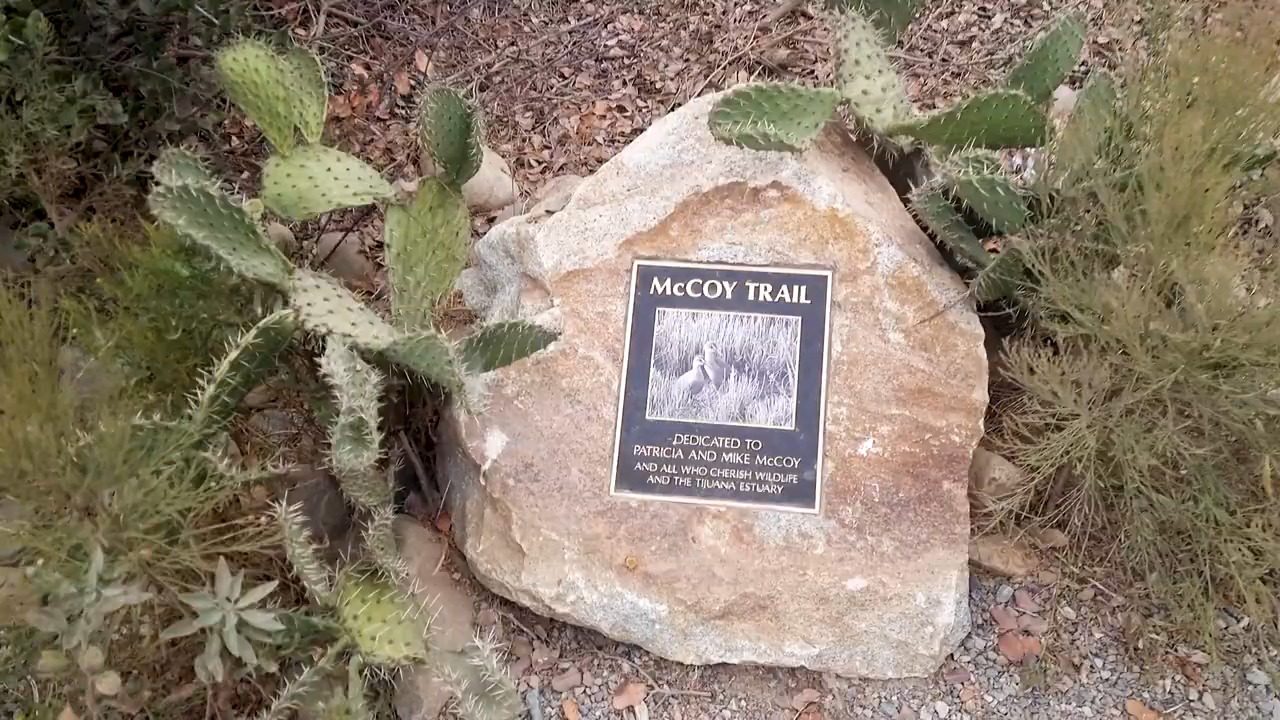 McCOY TRAIL
DEDICATED TO
PATRICIA AND MIKE McCOY
AND ALL WHO CHERISH WILDLIFE
AND THE TIJUANA ESTUARY